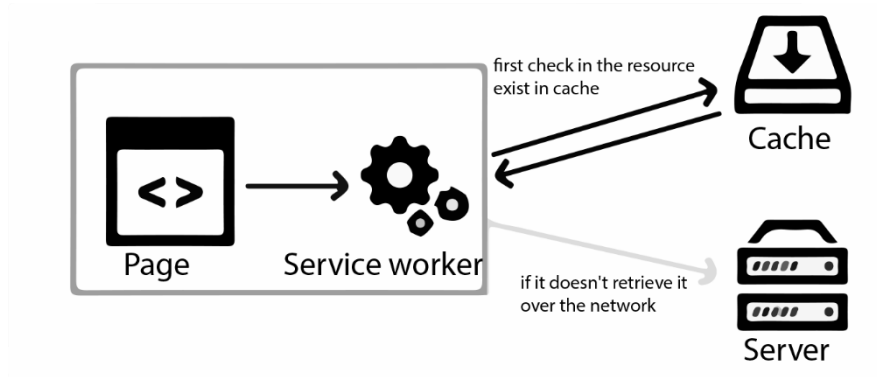 first check in the resource
exist in cache
Cache
< >
Page
Service worker
if it doesn't retrieve it
over the network
Server